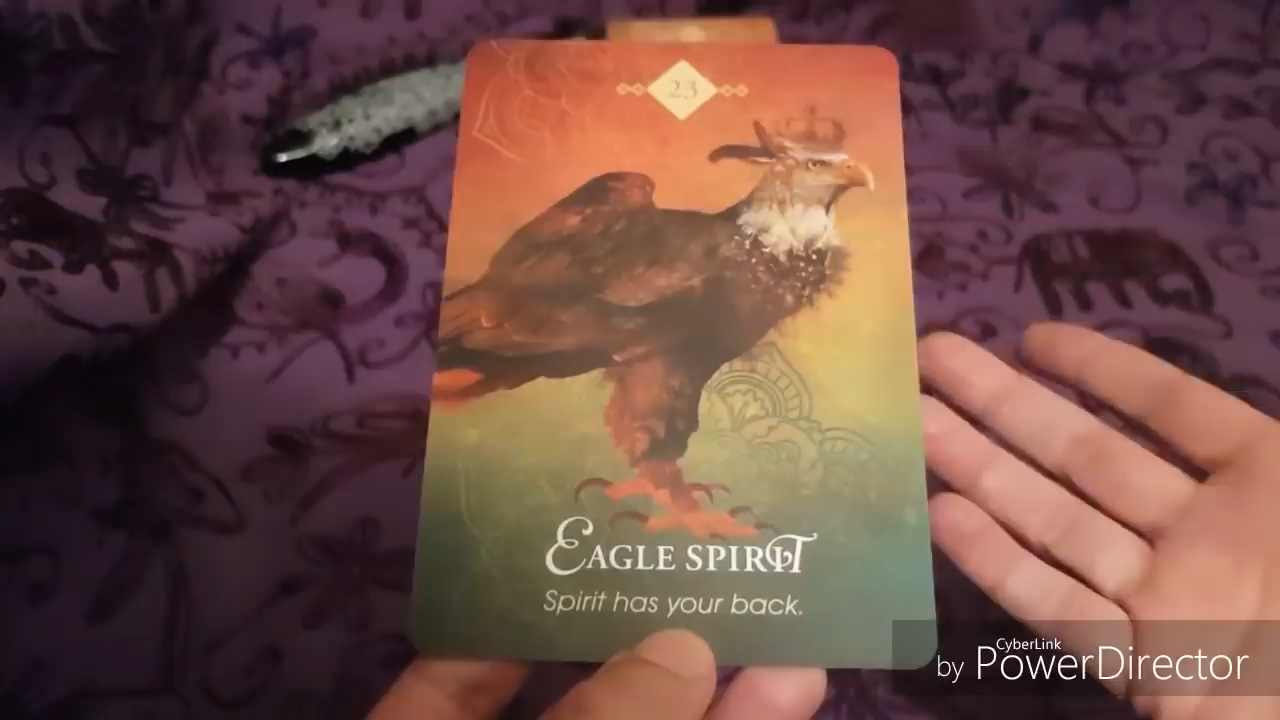 23
EAGLE SPIRIT
Spirit has your back.
CyberLink
by PowerDirector